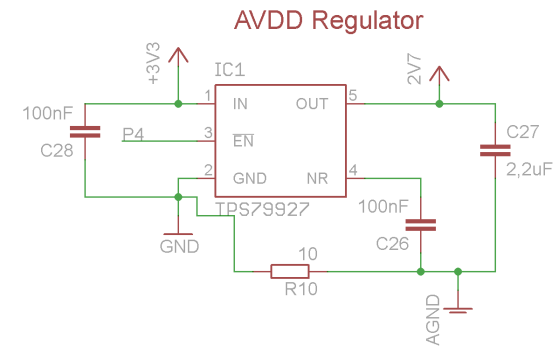 AVDD Regulator
+3V3
IC1
2V7
1 IN OUT 5
100nF
C28
P4
3 EN
C27
2,2uF
2 GND NR 4
TPS79927
100nF
C26
GND
10
R10
AGND